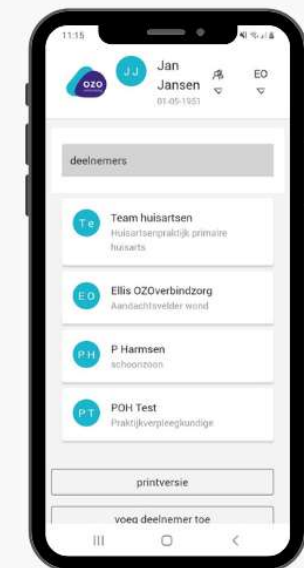 11:15
ozo
JJ
Jan
Jansen
01-05-1951
EO
deelnemers
Te
Team huisartsen
Huisartsenpraktijk primaire
huisarts
EO
Ellis OZOverbindzorg
Aandachtsvelder wond
PH
P Harmsen
schoonzoon
PT
POH Test
Praktijkverpleegkundige
printversie
voeg deelnemer toe